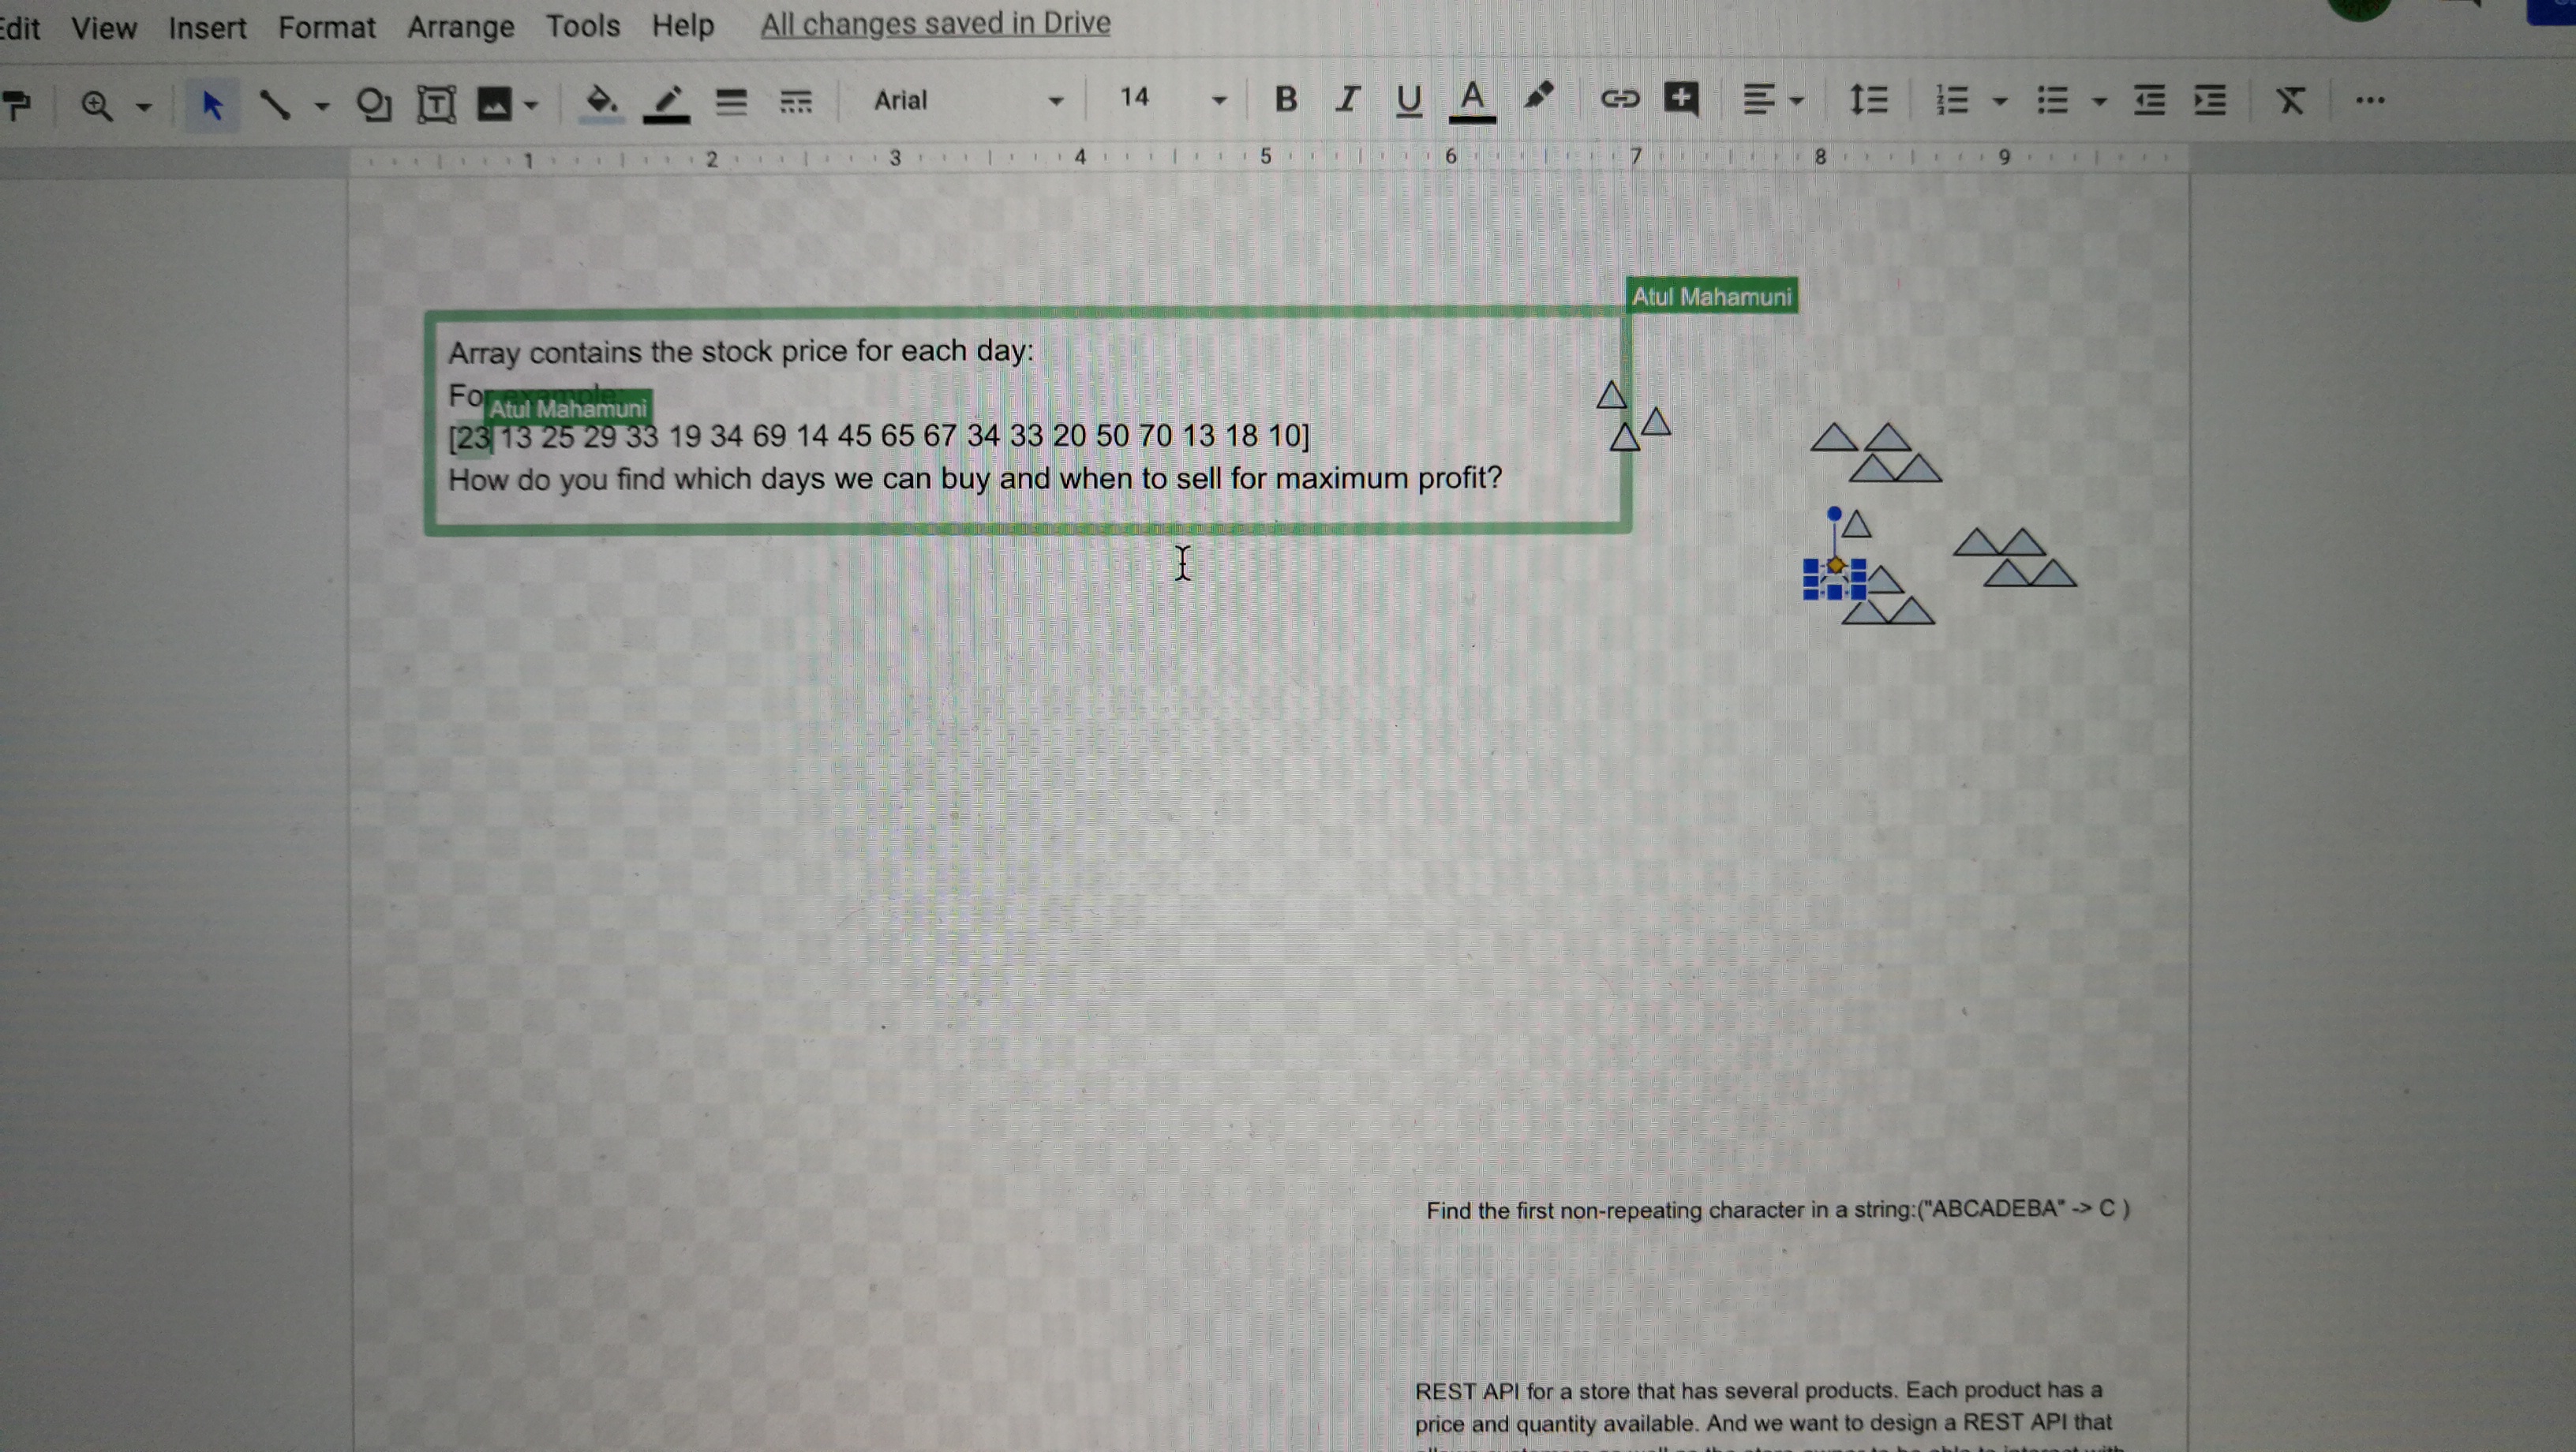 Edit View Insert Format Arrange Tools Help All changes saved in Drive
Arial 14 B I U A
1 2 3 4 5 6 7 8 9
Atul Mahamuni
Array contains the stock price for each day:
For example
Atul Mahamuni
[23 13 25 29 33 19 34 69 14 45 65 67 34 33 20 50 70 13 18 10]
How do you find which days we can buy and when to sell for maximum profit?
Find the first non-repeating character in a string:("ABCADEBA" -> C )
REST API for a store that has several products. Each product has a
price and quantity available. And we want to design a REST API that